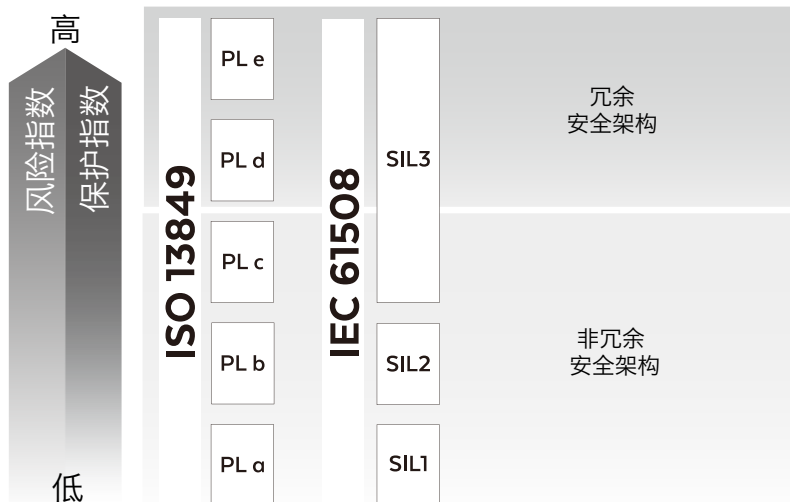 高
风险指数
保护指数
低
ISO 13849
PL e
PL d
PL c
PL b
PL a
IEC 61508
SIL3
SIL2
SIL1
冗余
安全架构
非冗余
安全架构